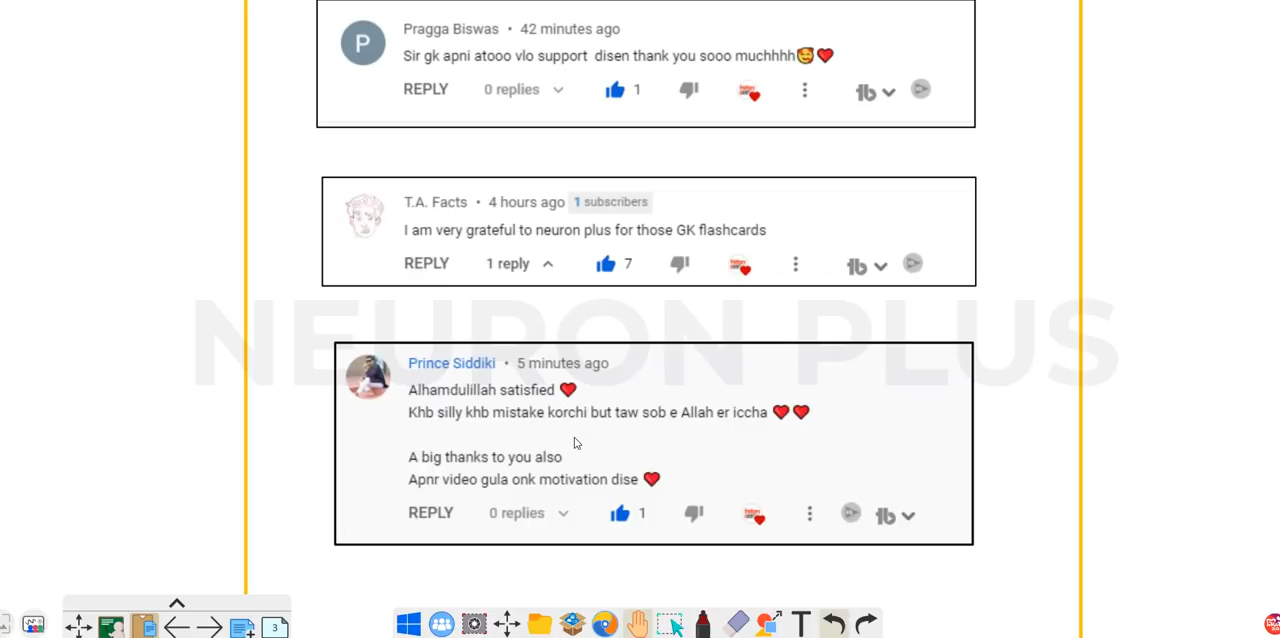 P
Pragga Biswas • 42 minutes ago
Sir gk apni atooo vlo support disen thank you sooo muchhhh🥰❤
REPLY 0 replies 1
T.A. Facts • 4 hours ago 1 subscribers
I am very grateful to neuron plus for those GK flashcards
REPLY 1 reply 7
NEURON PLUS
Prince Siddiki • 5 minutes ago
Alhamdulillah satisfied ❤
Khb silly khb mistake korchi but taw sob e Allah er iccha ❤❤
A big thanks to you also
Apnr video gula onk motivation dise ❤
REPLY 0 replies 1
3